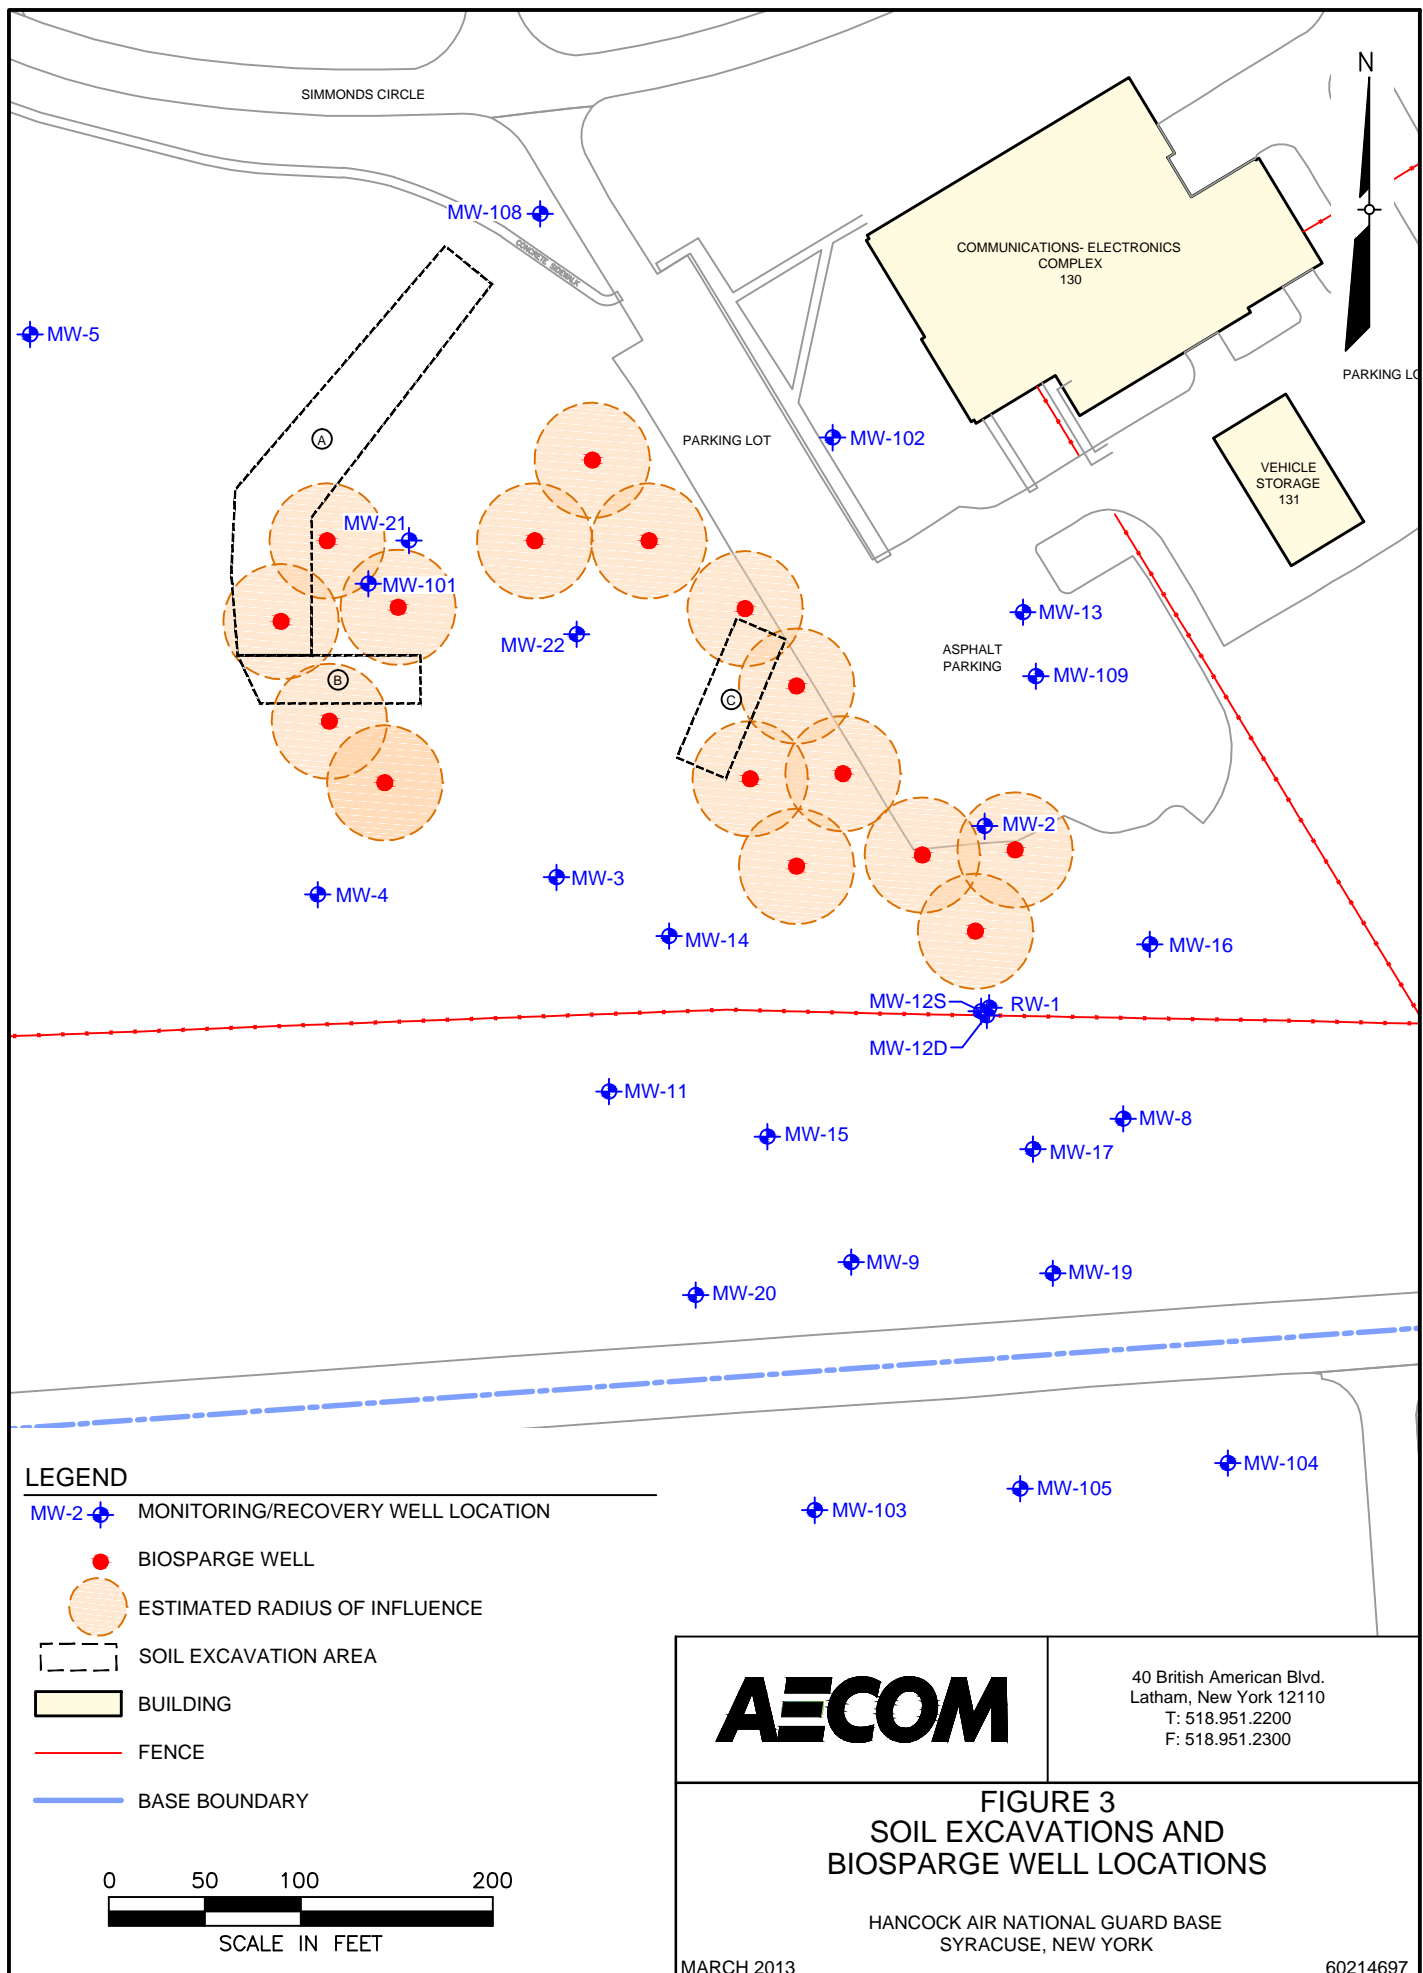 SIMMONDS CIRCLE
N
MW-108
CONCRETE SIDEWALK
COMMUNICATIONS- ELECTRONICS
COMPLEX
130
MW-5
PARKING LO
A
PARKING LOT
MW-102
VEHICLE
STORAGE
131
MW-21
MW-101
MW-22
MW-13
ASPHALT
PARKING
MW-109
B
C
MW-2
MW-3
MW-4
MW-14
MW-16
MW-12S
RW-1
MW-12D
MW-11
MW-8
MW-15
MW-17
MW-9
MW-19
MW-20
MW-104
MW-105
MW-103
LEGEND
MW-2 MONITORING/RECOVERY WELL LOCATION
BIOSPARGE WELL
ESTIMATED RADIUS OF INFLUENCE
SOIL EXCAVATION AREA
BUILDING
FENCE
BASE BOUNDARY
0 50 100 200
SCALE IN FEET
AECOM
40 British American Blvd.
Latham, New York 12110
T: 518.951.2200
F: 518.951.2300
FIGURE 3
SOIL EXCAVATIONS AND
BIOSPARGE WELL LOCATIONS
HANCOCK AIR NATIONAL GUARD BASE
SYRACUSE, NEW YORK
MARCH 2013
60214697